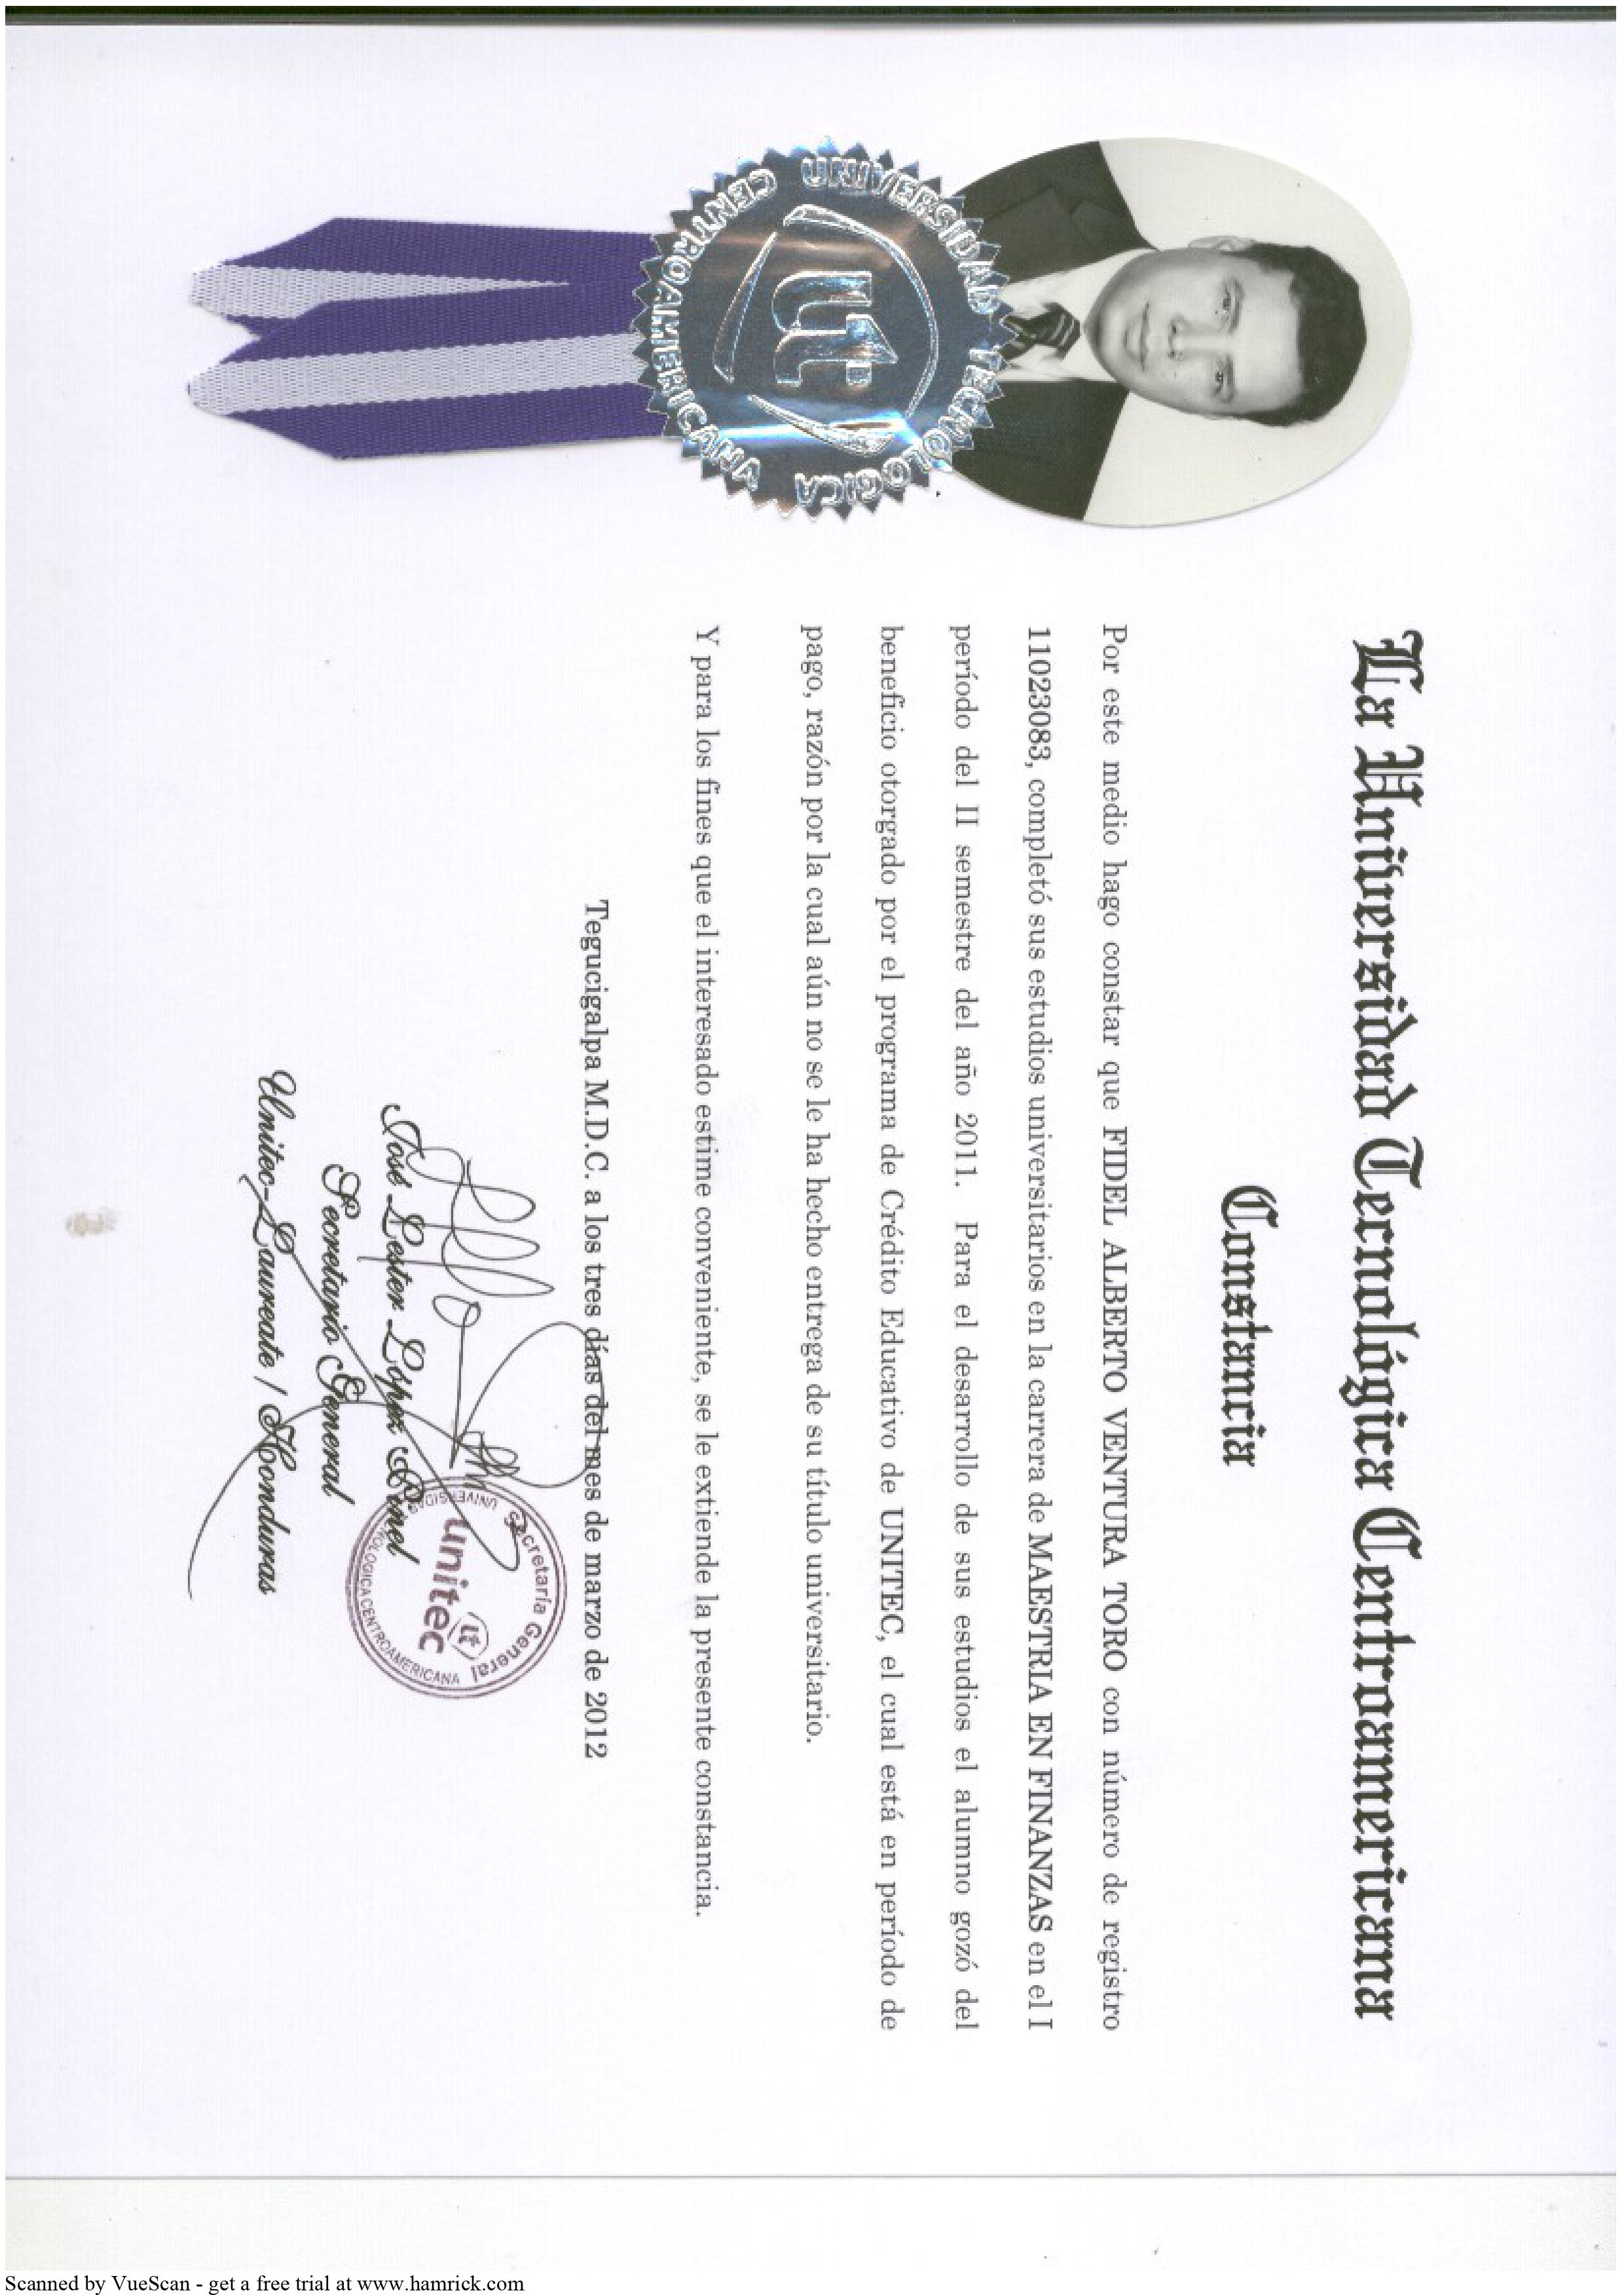 La Universidad Tecnológica Centroamericana
Constancia
Por este medio hago constar que FIDEL ALBERTO VENTURA TORO con número de registro
11023083, completó sus estudios universitarios en la carrera de MAESTRIA EN FINANZAS en el I
período del II semestre del año 2011. Para el desarrollo de sus estudios el alumno gozó del
beneficio otorgado por el programa de Crédito Educativo de UNITEC, el cual está en período de
pago, razón por la cual aún no se le ha hecho entrega de su título universitario.
Y para los fines que el interesado estime conveniente, se le extiende la presente constancia.
Tegucigalpa M.D.C. a los tres días del mes de marzo de 2012
José Lester López Pinel
Secretario General
Unitec-Laureate / Honduras
Secretaría General
unitec
UNIVERSIDAD TECNOLOGICA CENTROAMERICANA
UNIVERSIDAD TECNOLOGICA
CENTROAMERICANA
Scanned by VueScan - get a free trial at www.hamrick.com